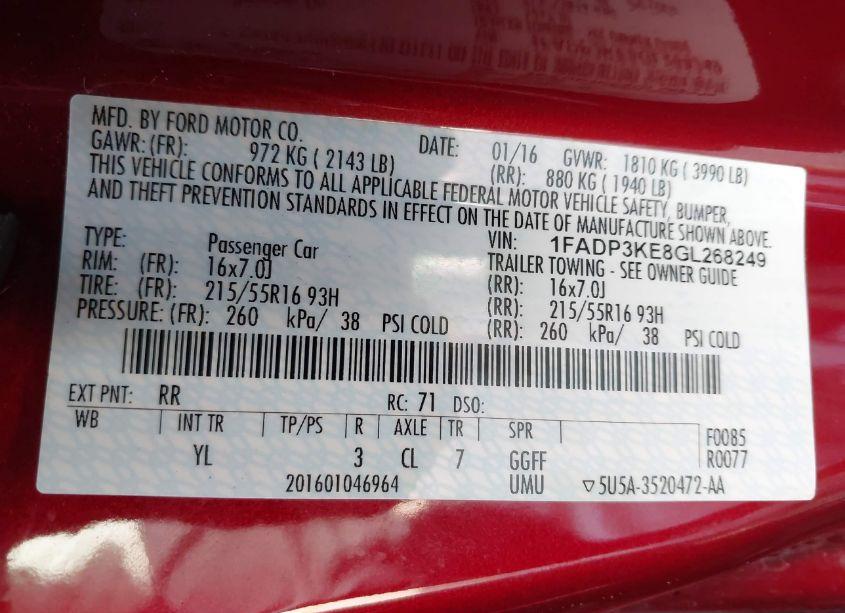 MFD. BY FORD MOTOR CO.
DATE: 01/16 GVWR: 1810 KG ( 3990 LB)
GAWR: (FR): 972 KG ( 2143 LB) (RR): 880 KG ( 1940 LB)
THIS VEHICLE CONFORMS TO ALL APPLICABLE FEDERAL MOTOR VEHICLE SAFETY, BUMPER,
AND THEFT PREVENTION STANDARDS IN EFFECT ON THE DATE OF MANUFACTURE SHOWN ABOVE.
VIN: 1FADP3KE8GL268249
TYPE: Passenger Car TRAILER TOWING - SEE OWNER GUIDE
RIM: (FR): 16x7.0J (RR): 16x7.0J
TIRE: (FR): 215/55R16 93H (RR): 215/55R16 93H
PRESSURE: (FR): 260 kPa/ 38 PSI COLD (RR): 260 kPa/ 38 PSI COLD
EXT PNT: RR RC: 71 DSO:
WB INT TR TP/PS R AXLE TR SPR F0085
YL 3 CL 7 GGFF R0077
201601046964 UMU ▽5U5A-3520472-AA